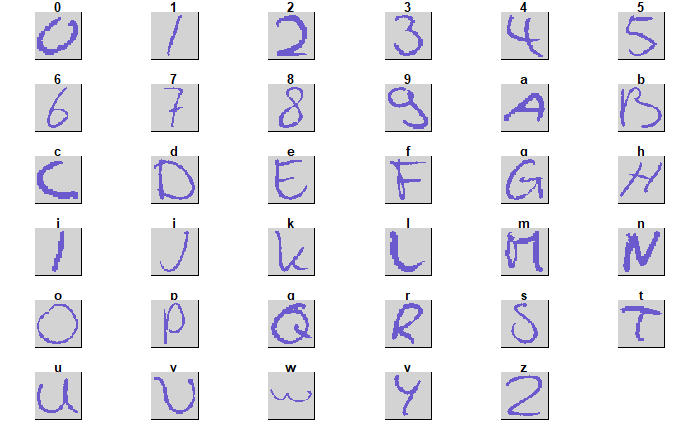 0 1 2 3 4 5
0 1 2 3 4 5
6 7 8 9 a b
6 7 8 9 A B
c d e f g h
C D E F G H
i j k l m n
I J k L M N
o p q r s t
O P Q R S T
u v w y z
u V w Y Z